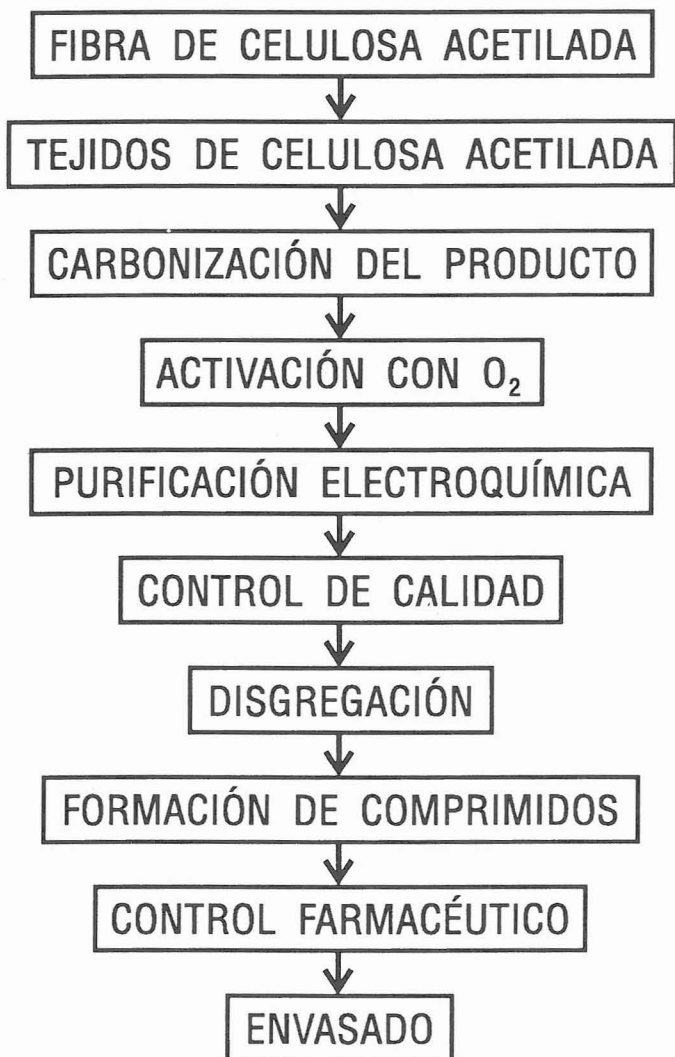 FIBRA DE CELULOSA ACETILADA
TEJIDOS DE CELULOSA ACETILADA
CARBONIZACIÓN DEL PRODUCTO
ACTIVACIÓN CON O₂
PURIFICACIÓN ELECTROQUÍMICA
CONTROL DE CALIDAD
DISGREGACIÓN
FORMACIÓN DE COMPRIMIDOS
CONTROL FARMACÉUTICO
ENVASADO